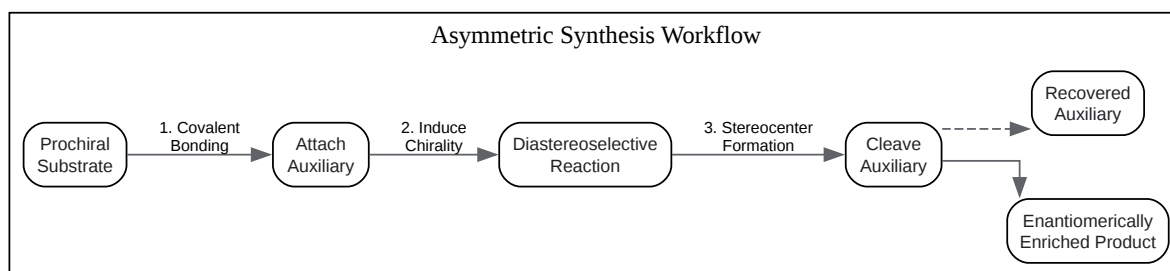 Asymmetric Synthesis Workflow
Prochiral
Substrate
1. Covalent
Bonding
Attach
Auxiliary
2. Induce
Chirality
Diastereoselective
Reaction
3. Stereocenter
Formation
Cleave
Auxiliary
Recovered
Auxiliary
Enantiomerically
Enriched Product